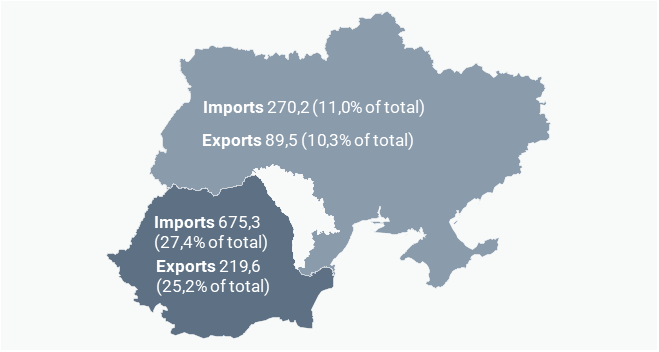 Imports 270,2 (11,0% of total)
Exports 89,5 (10,3% of total)
Imports 675,3
(27,4% of total)
Exports 219,6
(25,2% of total)